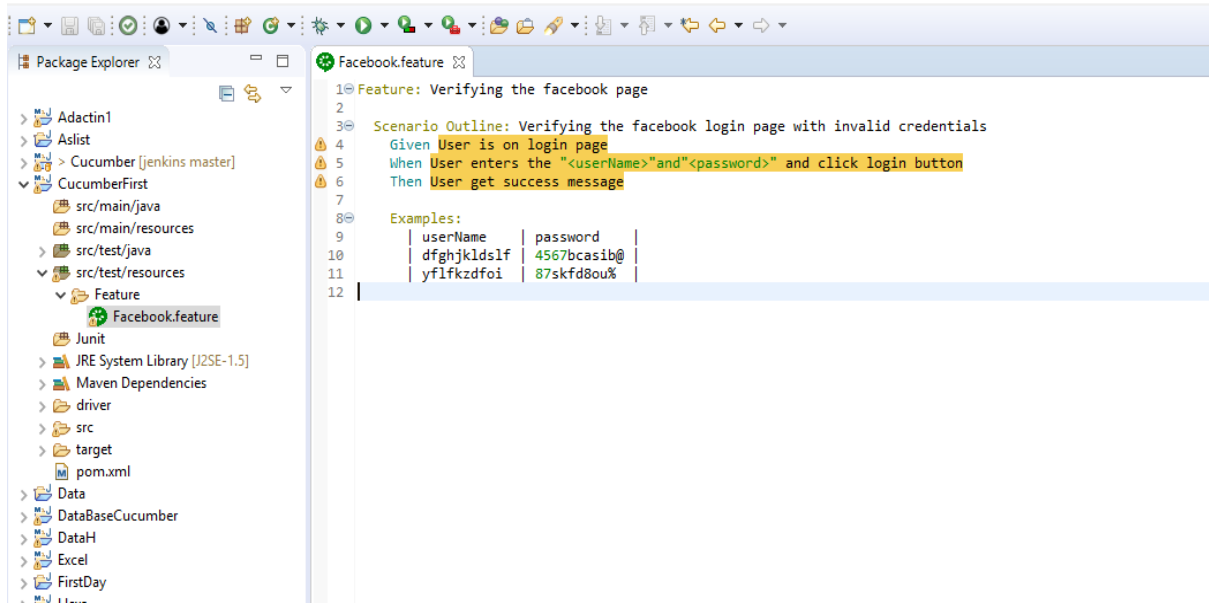 Package Explorer
Adactin1
Aslist
> Cucumber [jenkins master]
CucumberFirst
src/main/java
src/main/resources
src/test/java
src/test/resources
Feature
Facebook.feature
Junit
JRE System Library [J2SE-1.5]
Maven Dependencies
driver
src
target
pom.xml
Data
DataBaseCucumber
DataH
Excel
FirstDay
Facebook.feature
1 Feature: Verifying the facebook page
2
3 Scenario Outline: Verifying the facebook login page with invalid credentials
4 Given User is on login page
5 When User enters the "<userName>"and"<password>" and click login button
6 Then User get success message
7
8 Examples:
9 | userName | password |
10 | dfghjkldslf | 4567bcasib@ |
11 | yflfkzdfoi | 87skfd8ou% |
12